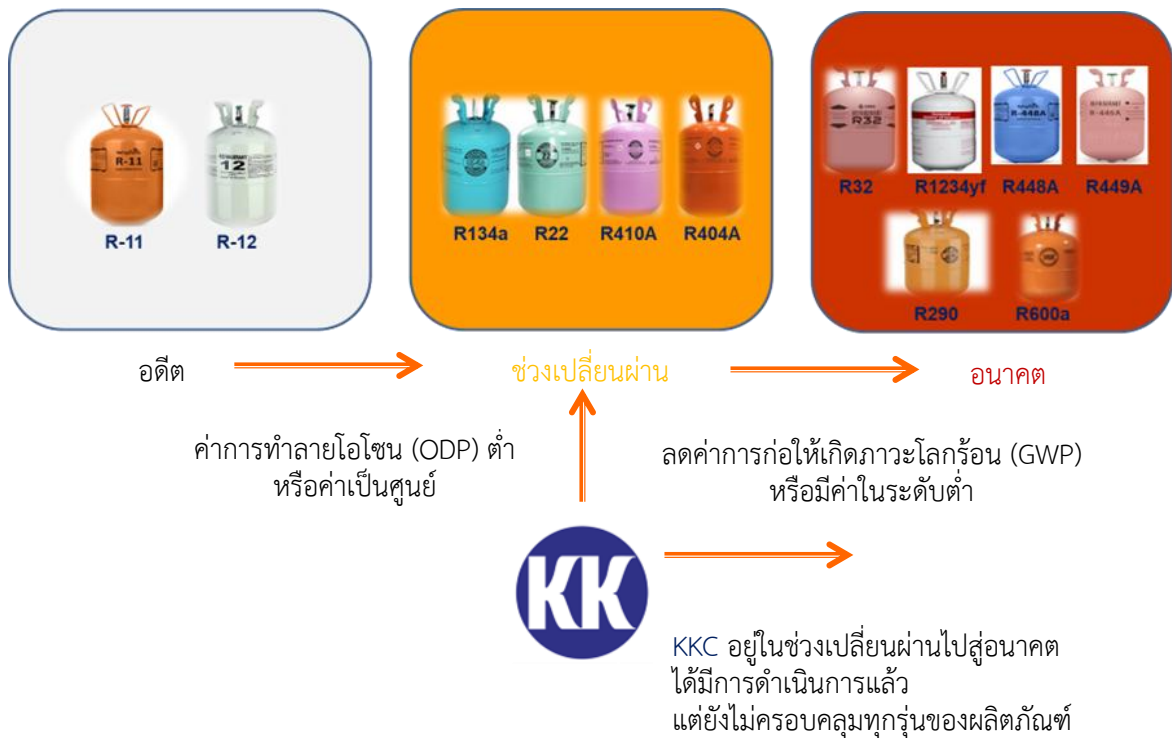 R-11
12
R-11
R-12
22
R134a
R22
R410A
R404A
R32
R-448A
REFRIGERANT
R-449A
R32
R1234yf
R448A
R449A
R290
R600a
อดีต
ช่วงเปลี่ยนผ่าน
อนาคต
ค่าการทำลายโอโซน (ODP) ต่ำ
หรือค่าเป็นศูนย์
ลดค่าการก่อให้เกิดภาวะโลกร้อน (GWP)
หรือมีค่าในระดับต่ำ
KK
KKC อยู่ในช่วงเปลี่ยนผ่านไปสู่อนาคต
ได้มีการดำเนินการแล้ว
แต่ยังไม่ครอบคลุมทุกรุ่นของผลิตภัณฑ์